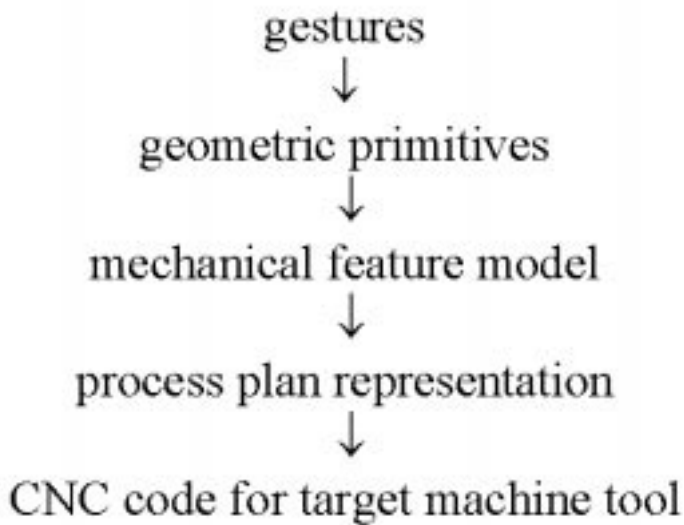 gestures
geometric primitives
mechanical feature model
process plan representation
CNC code for target machine tool